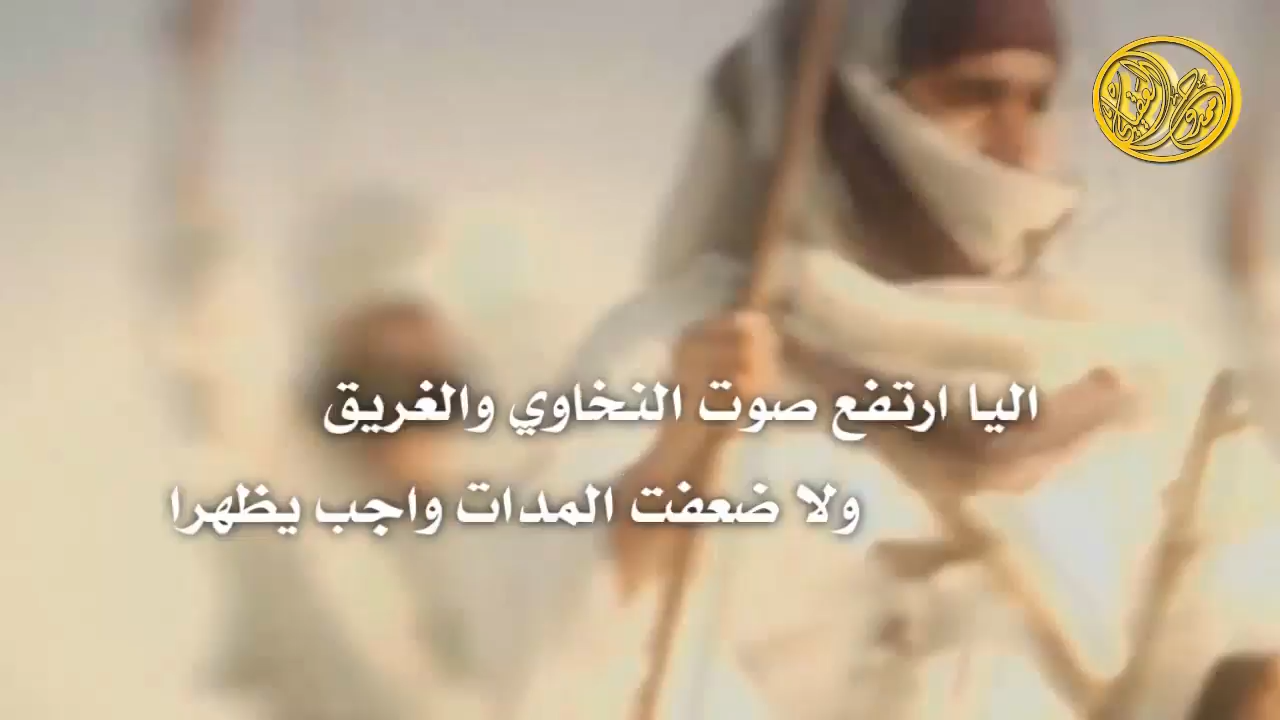 اليا ارتفع صوت النخاوي والغريق
ولا ضعفت المدات واجب يظهرا